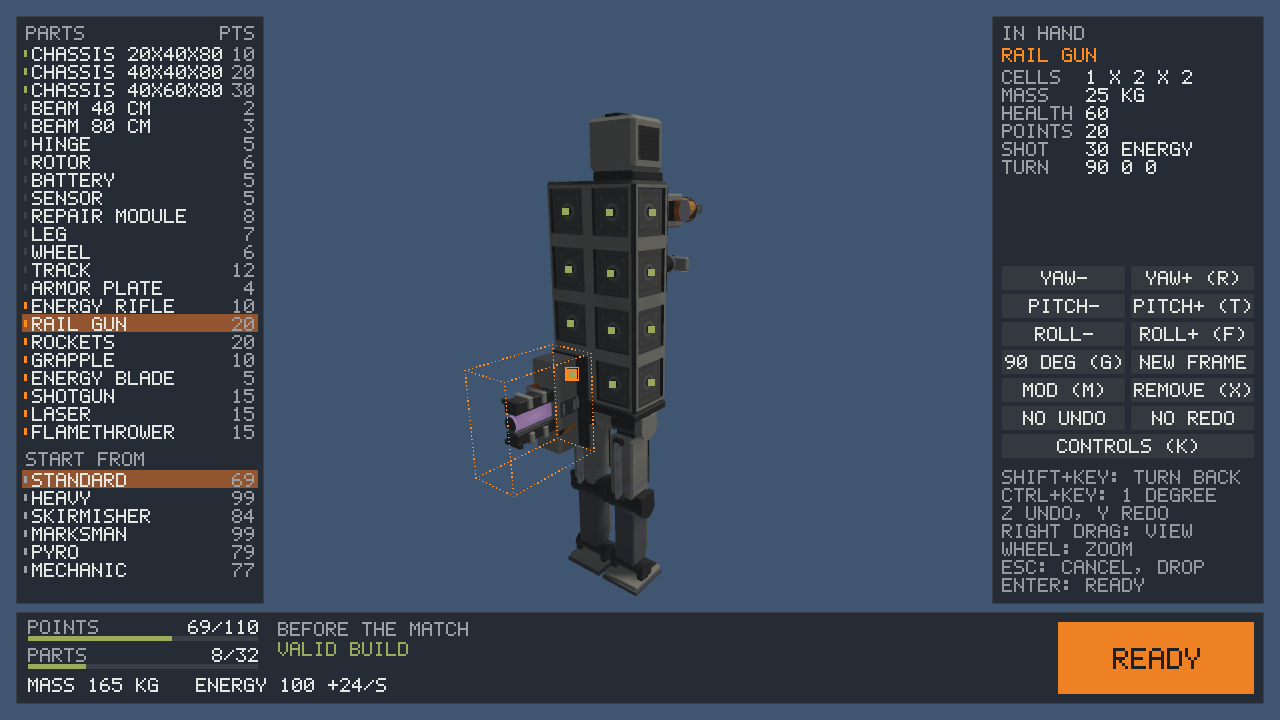 PARTS PTS
CHASSIS 20X40X80 10
CHASSIS 40X40X80 20
CHASSIS 40X60X80 30
BEAM 40 CM 2
BEAM 80 CM 3
HINGE 5
ROTOR 6
BATTERY 5
SENSOR 5
REPAIR MODULE 8
LEG 7
WHEEL 6
TRACK 12
ARMOR PLATE 4
ENERGY RIFLE 10
RAIL GUN 20
ROCKETS 20
GRAPPLE 10
ENERGY BLADE 5
SHOTGUN 15
LASER 15
FLAMETHROWER 15
START FROM
STANDARD 69
HEAVY 99
SKIRMISHER 84
MARKSMAN 99
PYRO 79
MECHANIC 77
IN HAND
RAIL GUN
CELLS 1 X 2 X 2
MASS 25 KG
HEALTH 60
POINTS 20
SHOT 30 ENERGY
TURN 90 0 0
YAW- YAW+ (R)
PITCH- PITCH+ (T)
ROLL- ROLL+ (F)
90 DEG (G) NEW FRAME
MOD (M) REMOVE (X)
NO UNDO NO REDO
CONTROLS (K)
SHIFT+KEY: TURN BACK
CTRL+KEY: 1 DEGREE
Z UNDO, Y REDO
RIGHT DRAG: VIEW
WHEEL: ZOOM
ESC: CANCEL, DROP
ENTER: READY
POINTS 69/110
PARTS 8/32
MASS 165 KG ENERGY 100 +24/S
BEFORE THE MATCH
VALID BUILD
READY